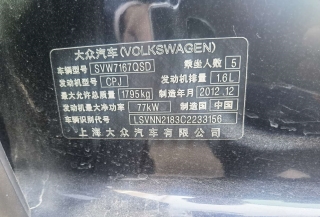 大众汽车(VOLKSWAGEN)
车辆型号 SVW7167QSD 乘坐人数 5
发动机型号 CPJ 发动机排量 1.6L
最大允许总质量 1795kg 制造年月 2012.12
发动机最大净功率 77kW 制造国 中国
车辆识别代号 LSVNN2183C2233156
上海大众汽车有限公司